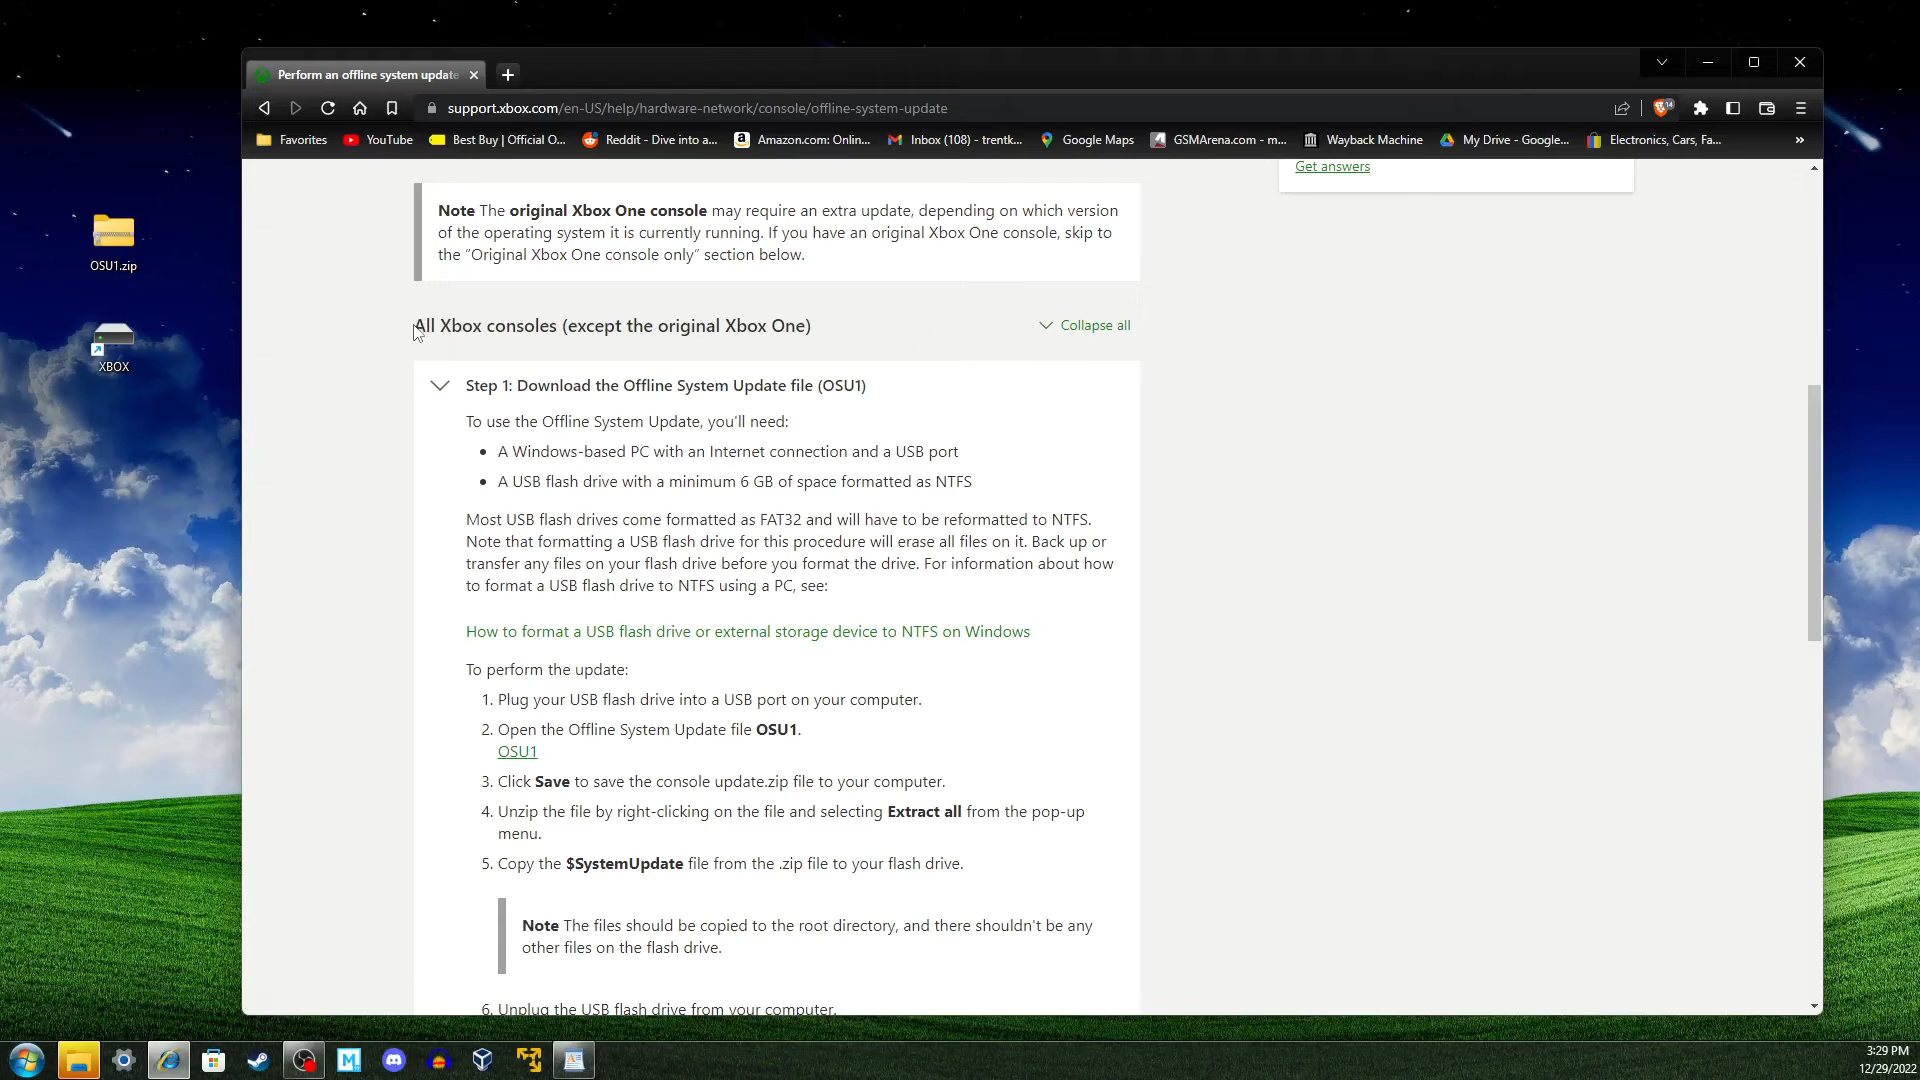 Perform an offline system update
support.xbox.com/en-US/help/hardware-network/console/offline-system-update
14
Favorites
YouTube
Best Buy | Official O...
Reddit - Dive into a...
Amazon.com: Onlin...
Inbox (108) - trentk...
Google Maps
GSMArena.com - m...
Wayback Machine
My Drive - Google...
Electronics, Cars, Fa...
»
Get answers
Note The original Xbox One console may require an extra update, depending on which version
of the operating system it is currently running. If you have an original Xbox One console, skip to
the “Original Xbox One console only” section below.
All Xbox consoles (except the original Xbox One)
Collapse all
Step 1: Download the Offline System Update file (OSU1)
To use the Offline System Update, you'll need:
• A Windows-based PC with an Internet connection and a USB port
• A USB flash drive with a minimum 6 GB of space formatted as NTFS
Most USB flash drives come formatted as FAT32 and will have to be reformatted to NTFS.
Note that formatting a USB flash drive for this procedure will erase all files on it. Back up or
transfer any files on your flash drive before you format the drive. For information about how
to format a USB flash drive to NTFS using a PC, see:
How to format a USB flash drive or external storage device to NTFS on Windows
To perform the update:
1. Plug your USB flash drive into a USB port on your computer.
2. Open the Offline System Update file OSU1.
OSU1
3. Click Save to save the console update.zip file to your computer.
4. Unzip the file by right-clicking on the file and selecting Extract all from the pop-up
menu.
5. Copy the $SystemUpdate file from the .zip file to your flash drive.
Note The files should be copied to the root directory, and there shouldn't be any
other files on the flash drive.
6. Unplug the USB flash drive from your computer.
OSU1.zip
XBOX
M
3:29 PM
12/29/2022